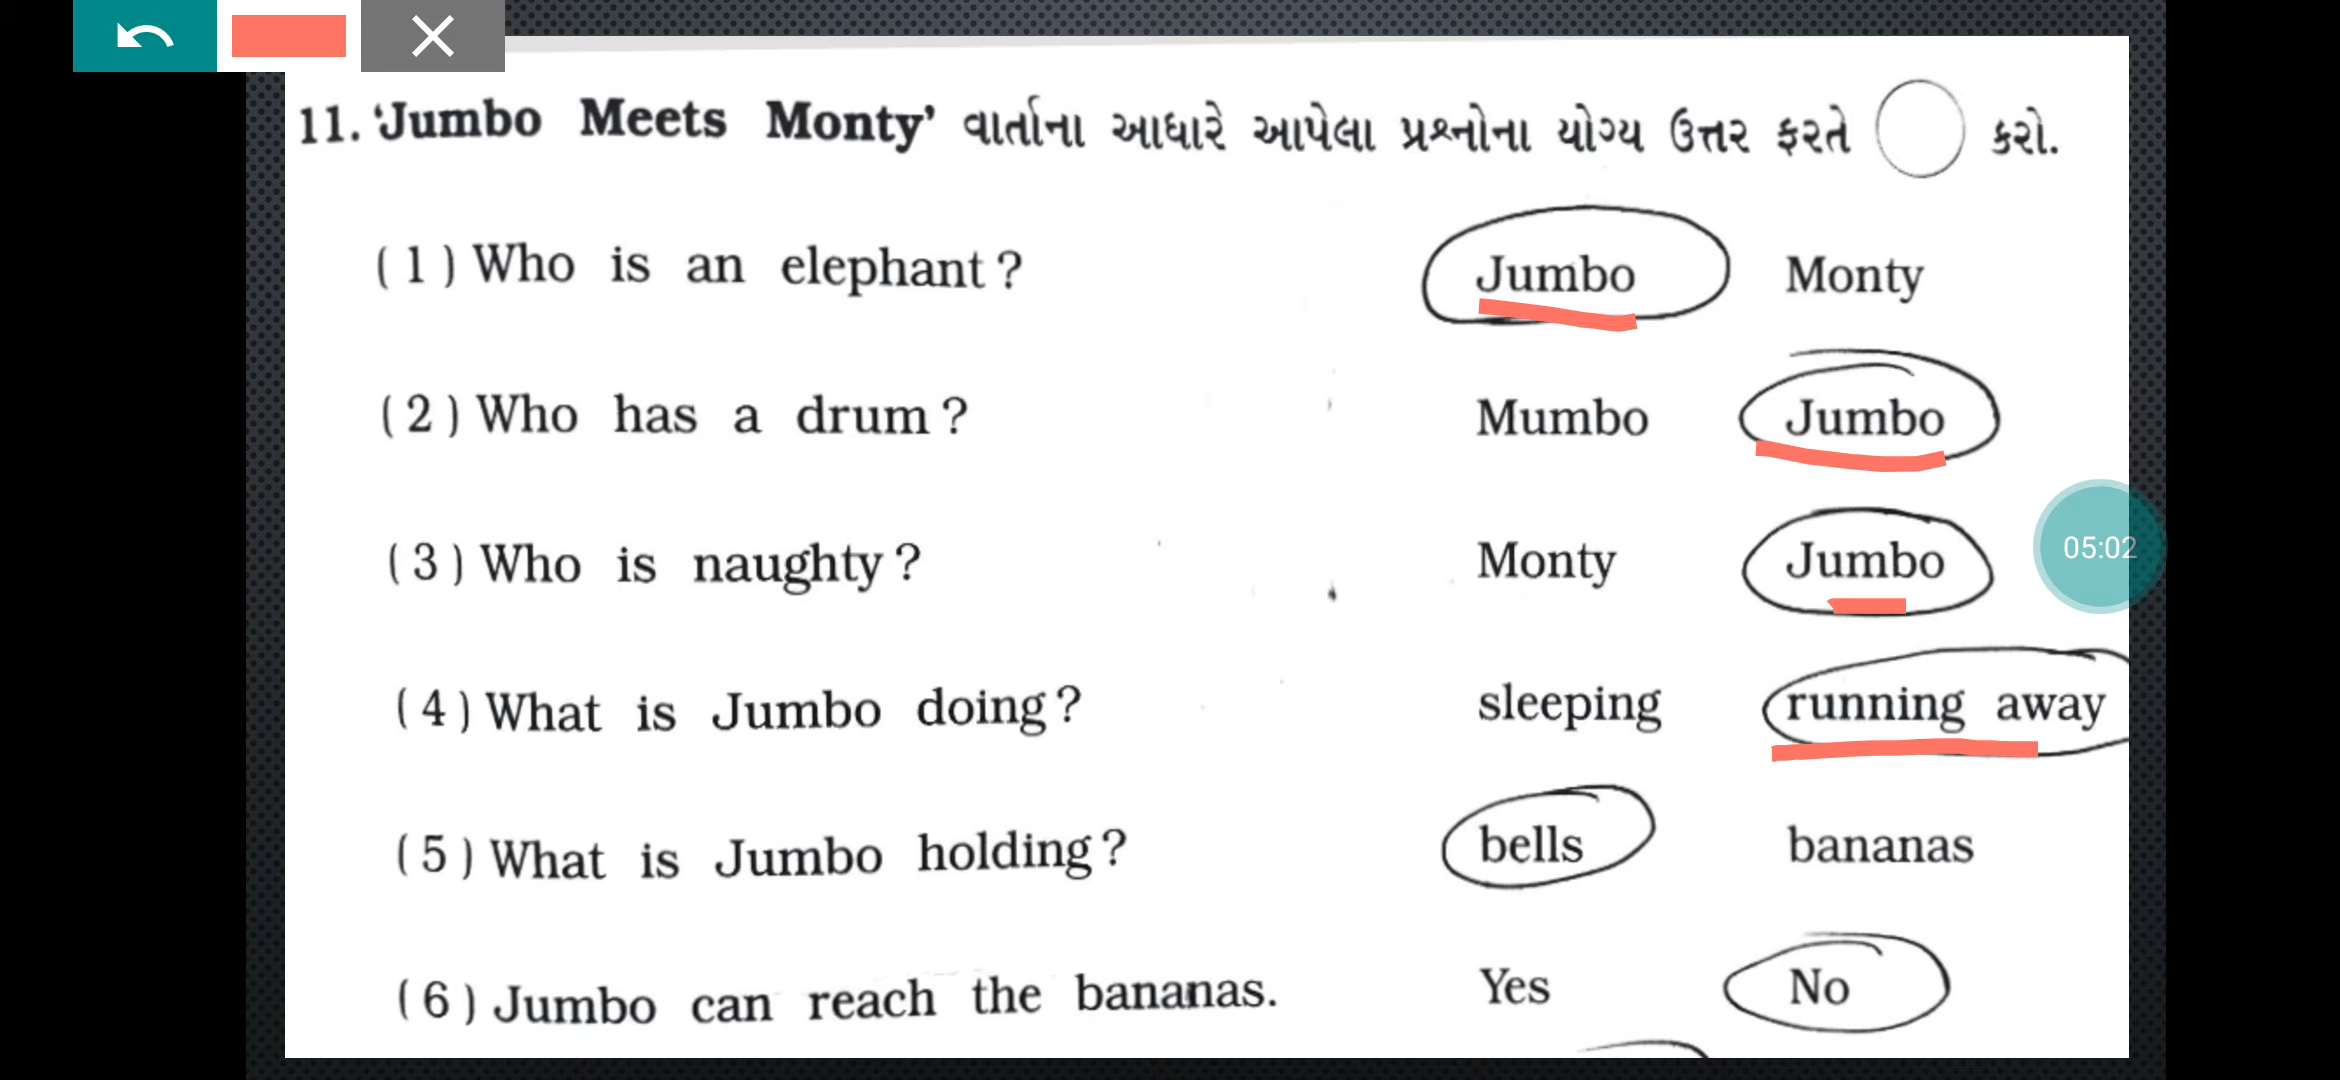 11. 'Jumbo Meets Monty' વાર્તાના આધારે આપેલા પ્રશ્નોના યોગ્ય ઉત્તર ફરતે કરો.
(1) Who is an elephant? Jumbo Monty
(2) Who has a drum? Mumbo Jumbo
(3) Who is naughty? Monty Jumbo
05:02
(4) What is Jumbo doing? sleeping running away
(5) What is Jumbo holding? bells bananas
(6) Jumbo can reach the bananas. Yes No